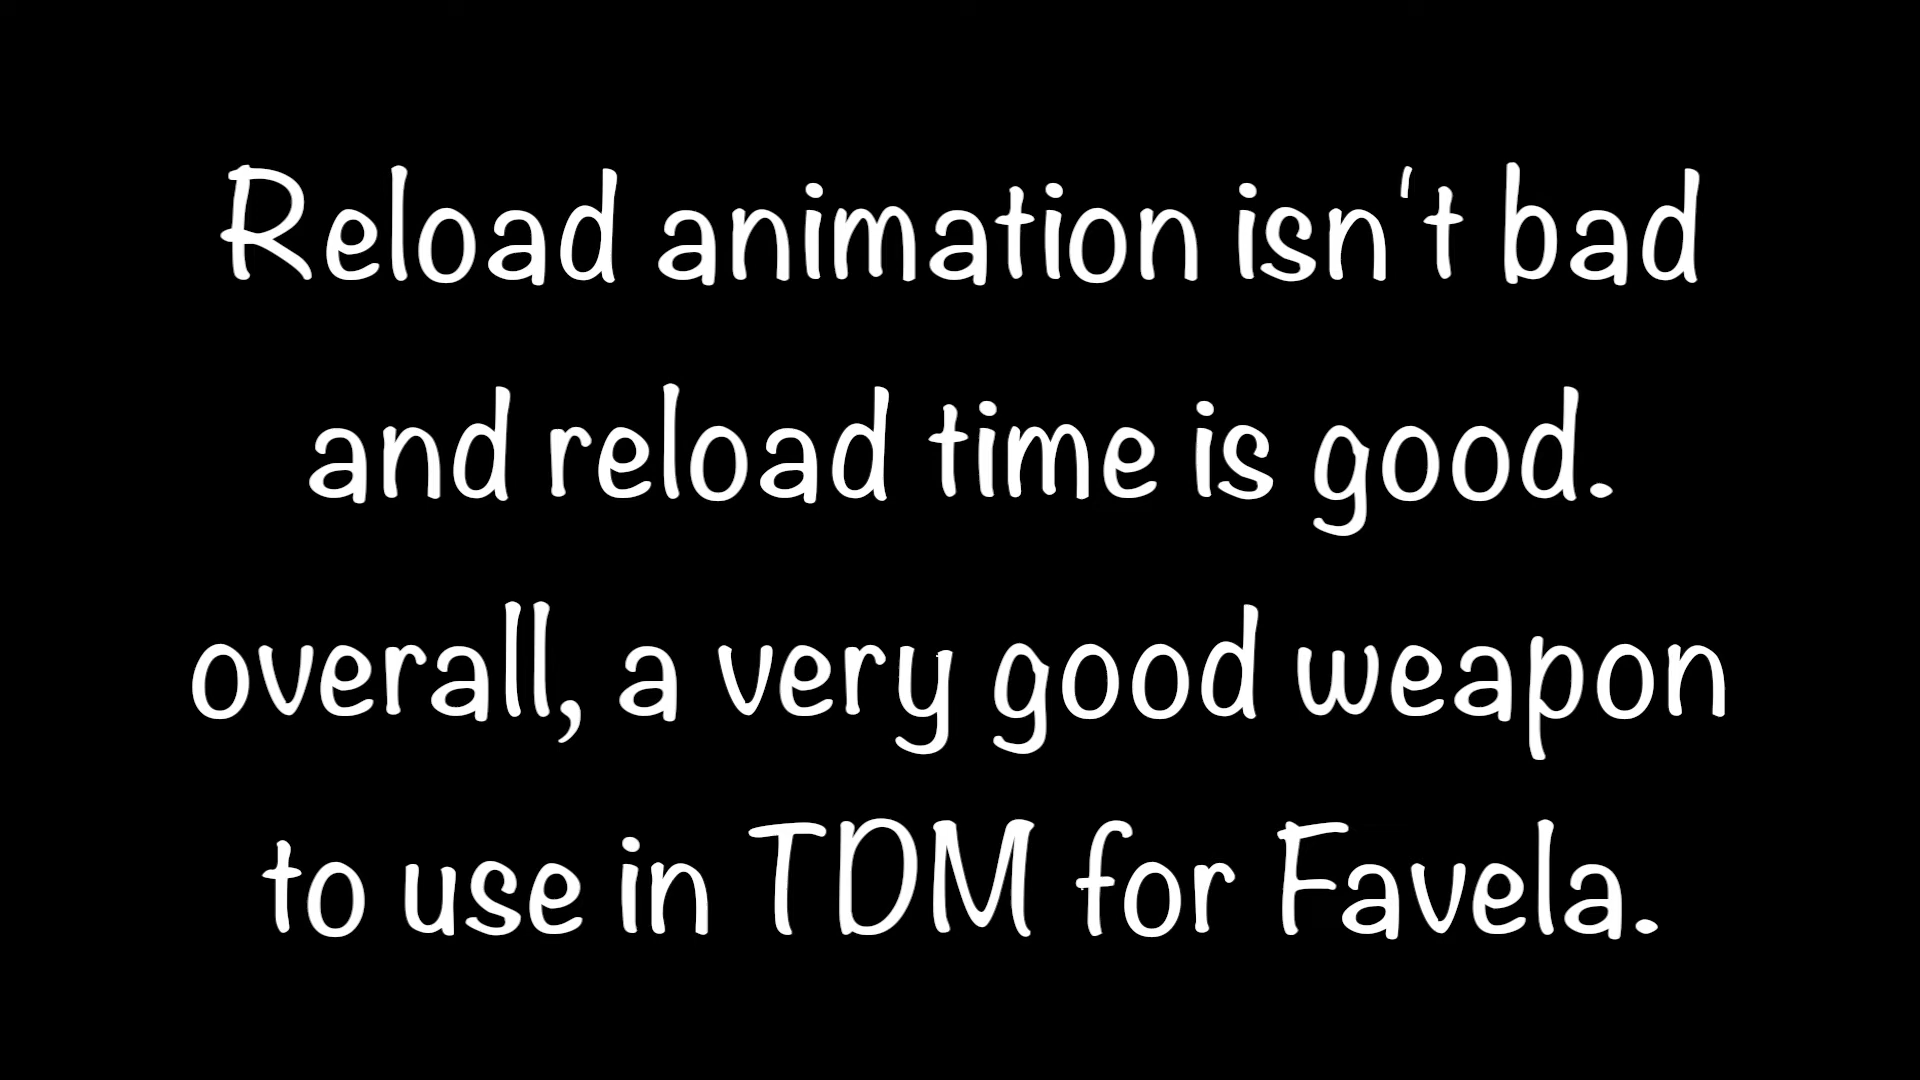 Reload animation isn't bad
and reload time is good.
overall, a very good weapon
to use in TDM for Favela.